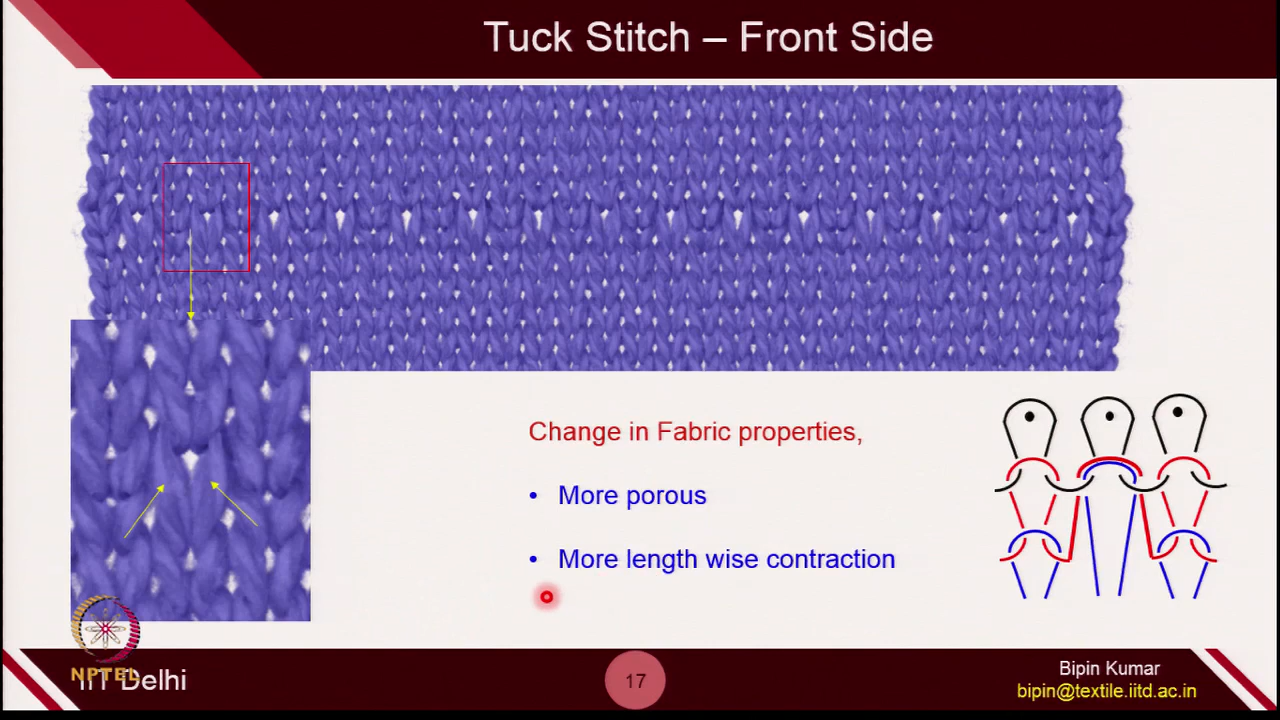 Tuck Stitch – Front Side
Change in Fabric properties,
• More porous
• More length wise contraction
NPTEL
IIT Delhi
17
Bipin Kumar
bipin@textile.iitd.ac.in